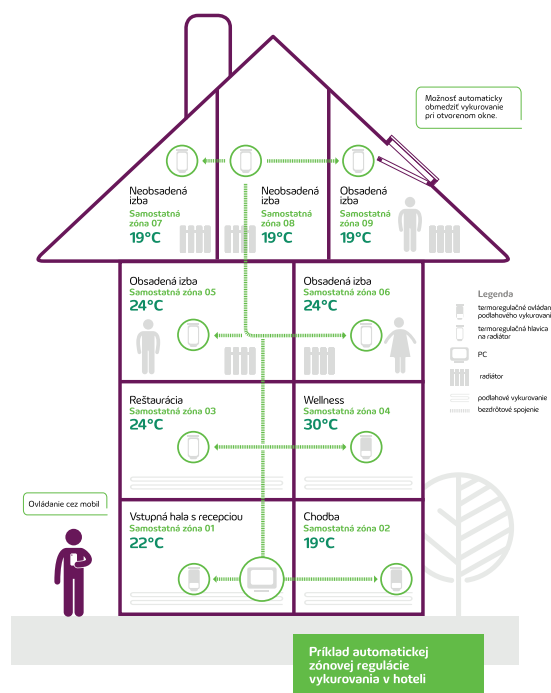 Možnosť automaticky
obmedziť vykurovanie
pri otvorenom okne.
Neobsadená
izba
Samostatná
zóna 07
19°C
Neobsadená
izba
Samostatná
zóna 08
19°C
Obsadená
izba
Samostatná
zóna 09
19°C
Obsadená izba
Samostatná zóna 05
24°C
Obsadená izba
Samostatná zóna 06
24°C
Legenda
termoregulačné ovládan
podlahového vykurovani
termoregulačná hlavica
na radiátor
PC
radiátor
podlahové vykurovanie
bezdrôtové spojenie
Reštaurácia
Samostatná zóna 03
24°C
Wellness
Samostatná zóna 04
30°C
Ovládanie cez mobil
Vstupná hala s recepciou
Samostatná zóna 01
22°C
Chodba
Samostatná zóna 02
19°C
Príklad automatickej
zónovej regulácie
vykurovania v hoteli